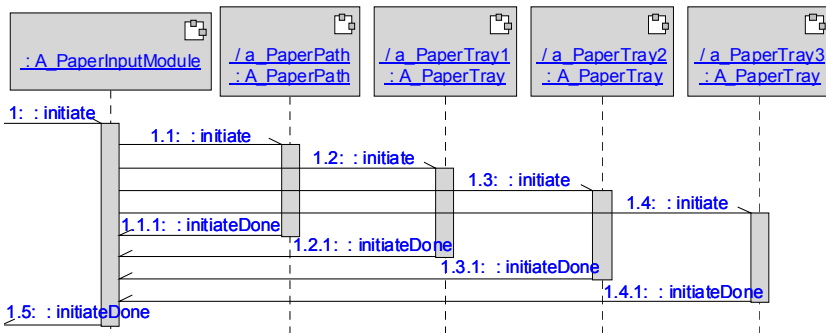 : A_PaperInputModule
/ a_PaperPath
: A_PaperPath
/ a_PaperTray1
: A_PaperTray
/ a_PaperTray2
: A_PaperTray
/ a_PaperTray3
: A_PaperTray
1: : initiate
1.1: : initiate
1.2: : initiate
1.3: : initiate
1.4: : initiate
1.1.1: : initiateDone
1.2.1: : initiateDone
1.3.1: : initiateDone
1.4.1: : initiateDone
1.5: : initiateDone